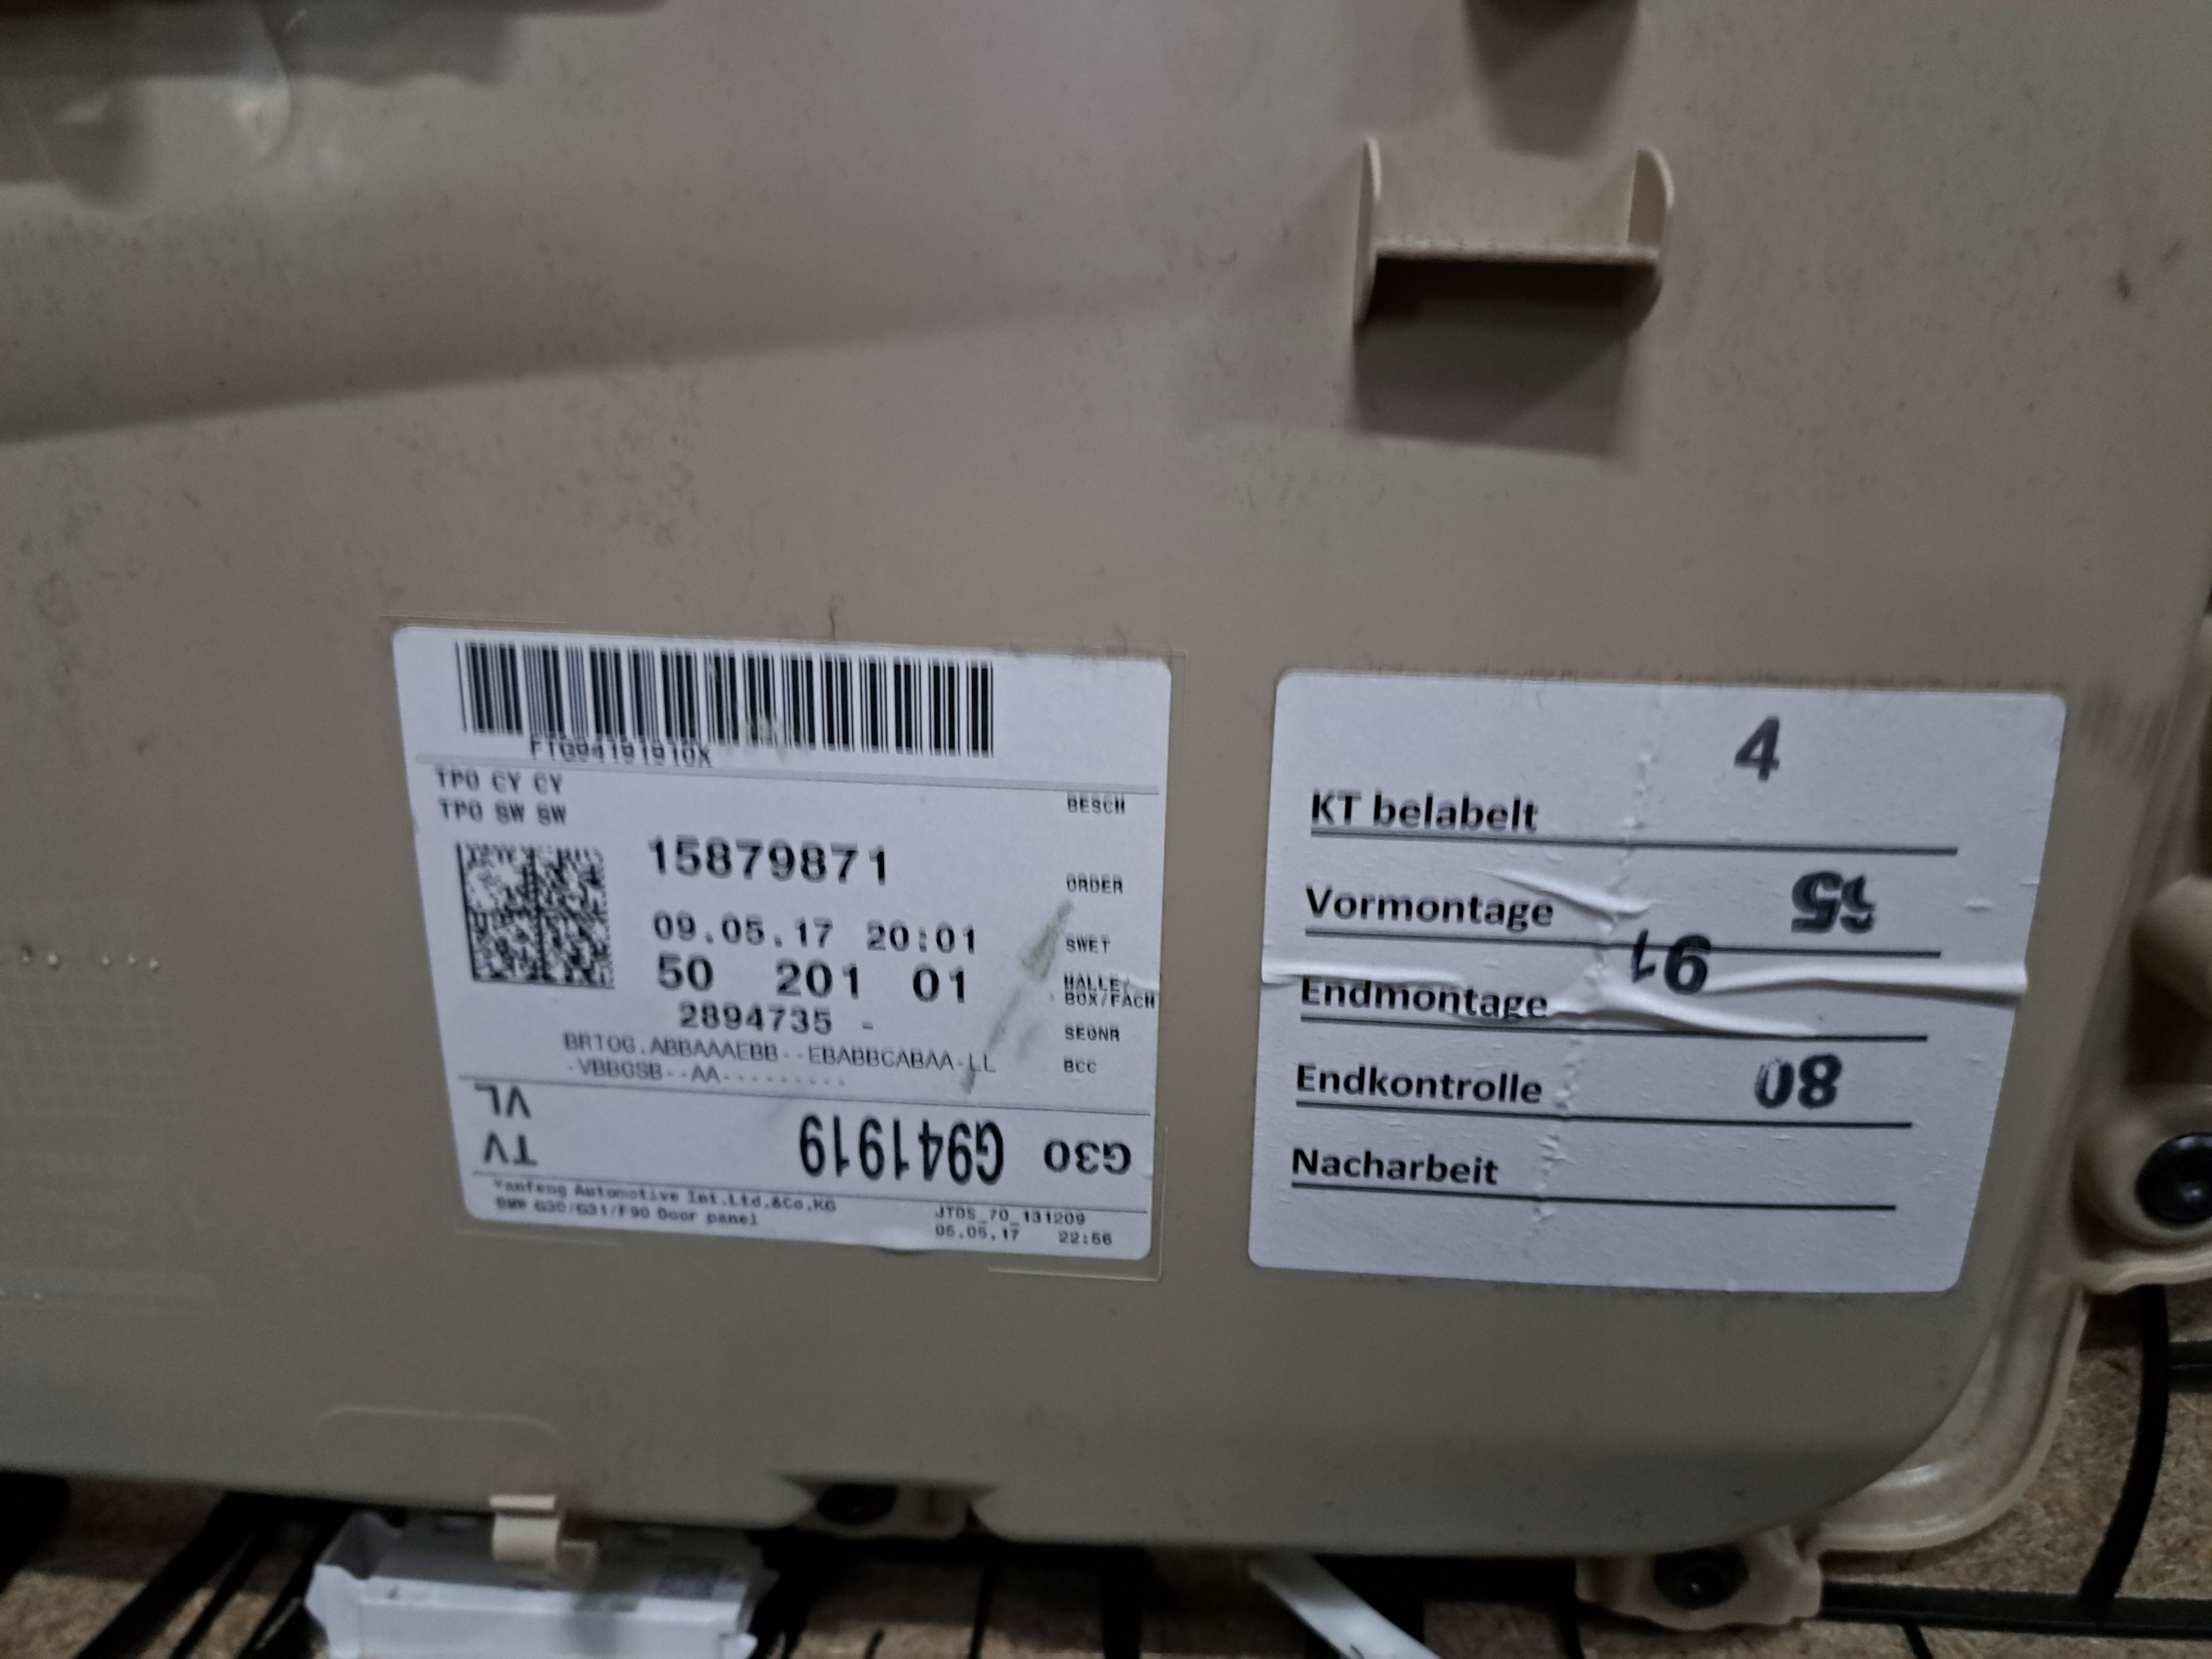 FTG94191910X
TPO CY CY
TPO SW SW
BESCH
15879871
ORDER
09.05.17 20:01
SWET
50 201 01
HALLE/
BOX/FACH
2894735 -
SEQNR
BRTOG.ABBAAAEBB--EBABBCABAA-LL
BCC
-VBBGSB--AA---------
VL
TV
G941919
G30
Yanfeng Automotive Int.Ltd.&Co.KG
BMW G30/G31/F90 Door panel
JTDS_70_131209
05.05.17 22:56
4
KT belabelt
Vormontage
91
Endmontage
Endkontrolle
80
Nacharbeit